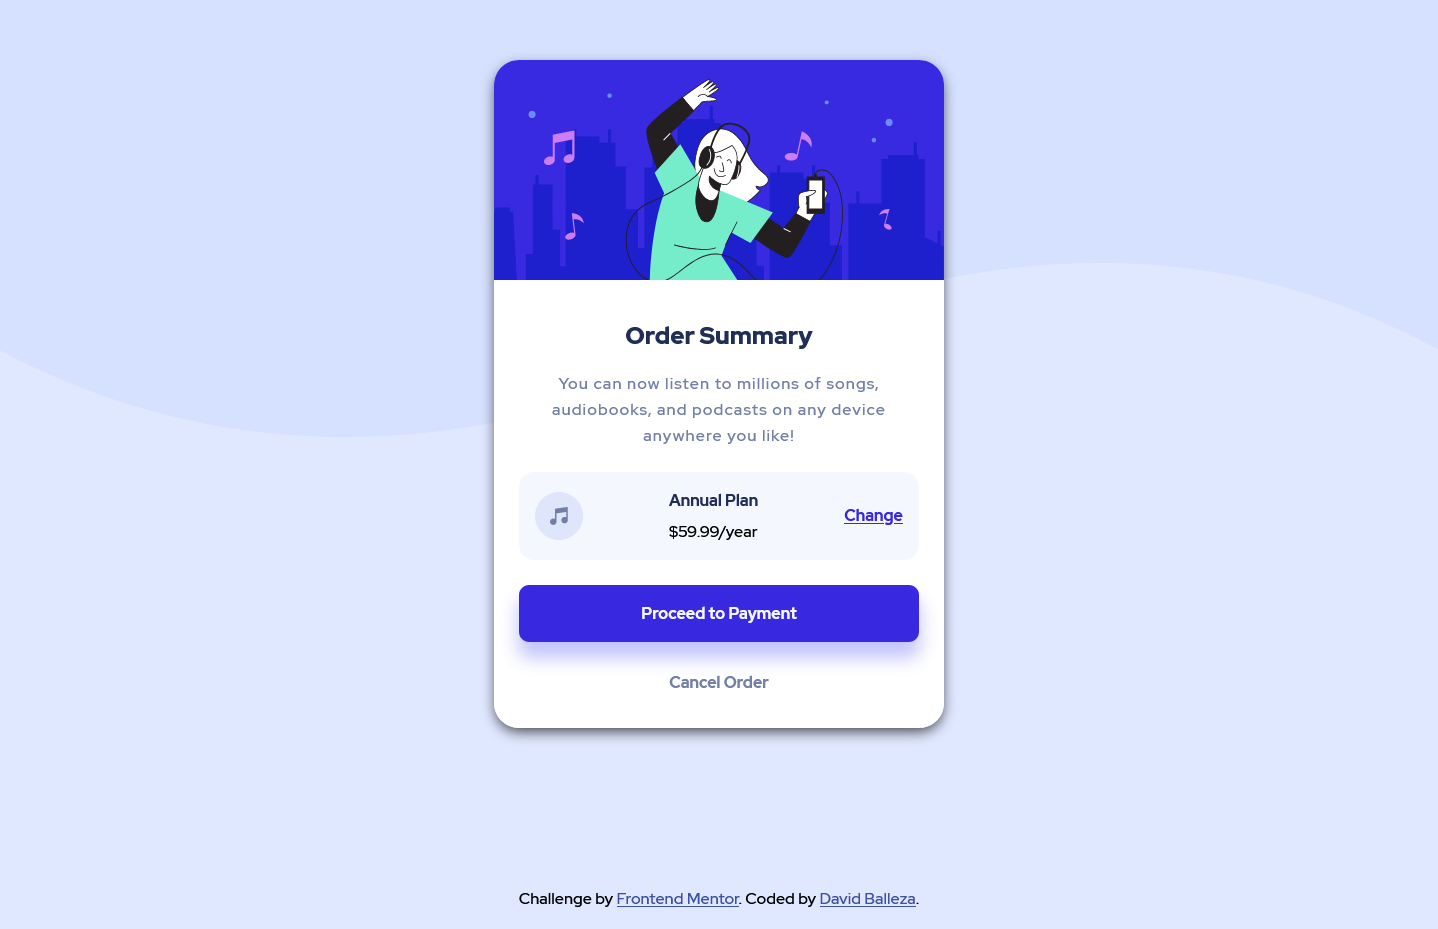 Order Summary
You can now listen to millions of songs,
audiobooks, and podcasts on any device
anywhere you like!
Annual Plan
$59.99/year
Change
Proceed to Payment
Cancel Order
Challenge by Frontend Mentor. Coded by David Balleza.